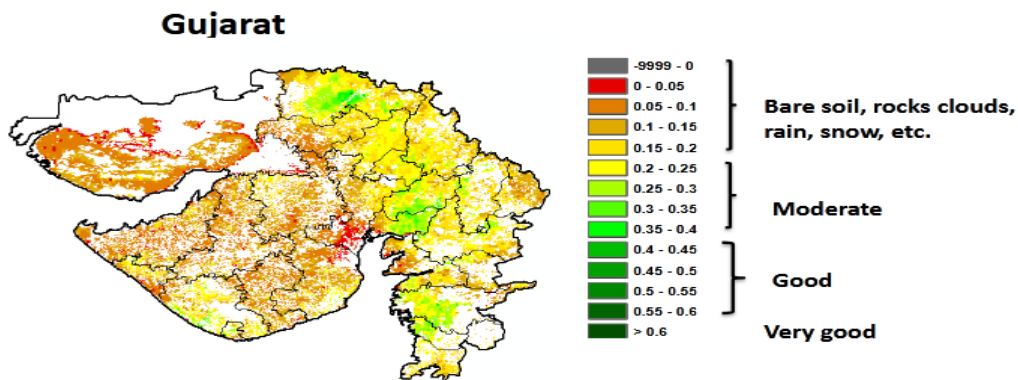 Gujarat
-9999 - 0
0 - 0.05
0.05 - 0.1
0.1 - 0.15
0.15 - 0.2
0.2 - 0.25
0.25 - 0.3
0.3 - 0.35
0.35 - 0.4
0.4 - 0.45
0.45 - 0.5
0.5 - 0.55
0.55 - 0.6
> 0.6
Bare soil, rocks clouds,
rain, snow, etc.
Moderate
Good
Very good